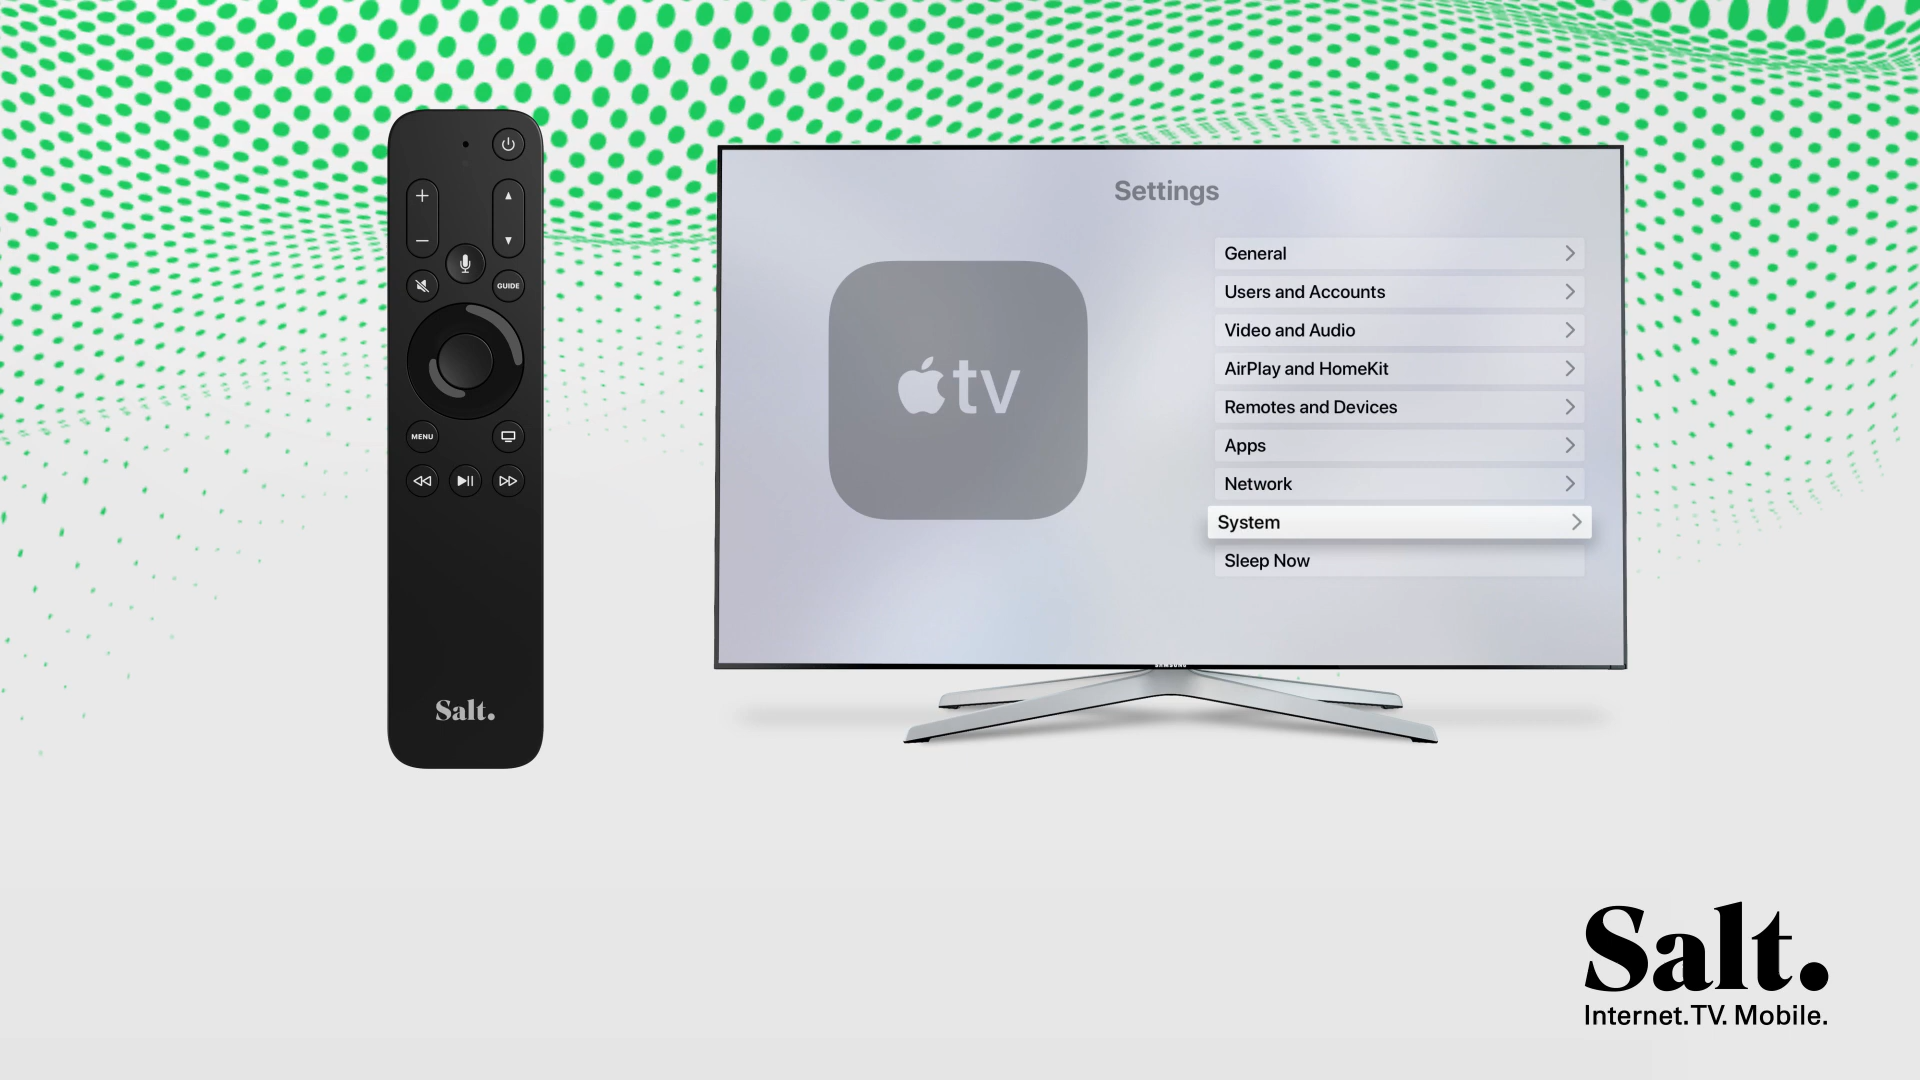 GUIDE
MENU
Salt.
Settings
tv
General
Users and Accounts
Video and Audio
AirPlay and HomeKit
Remotes and Devices
Apps
Network
System
Sleep Now
SAMSUNG
Salt.
Internet.TV. Mobile.